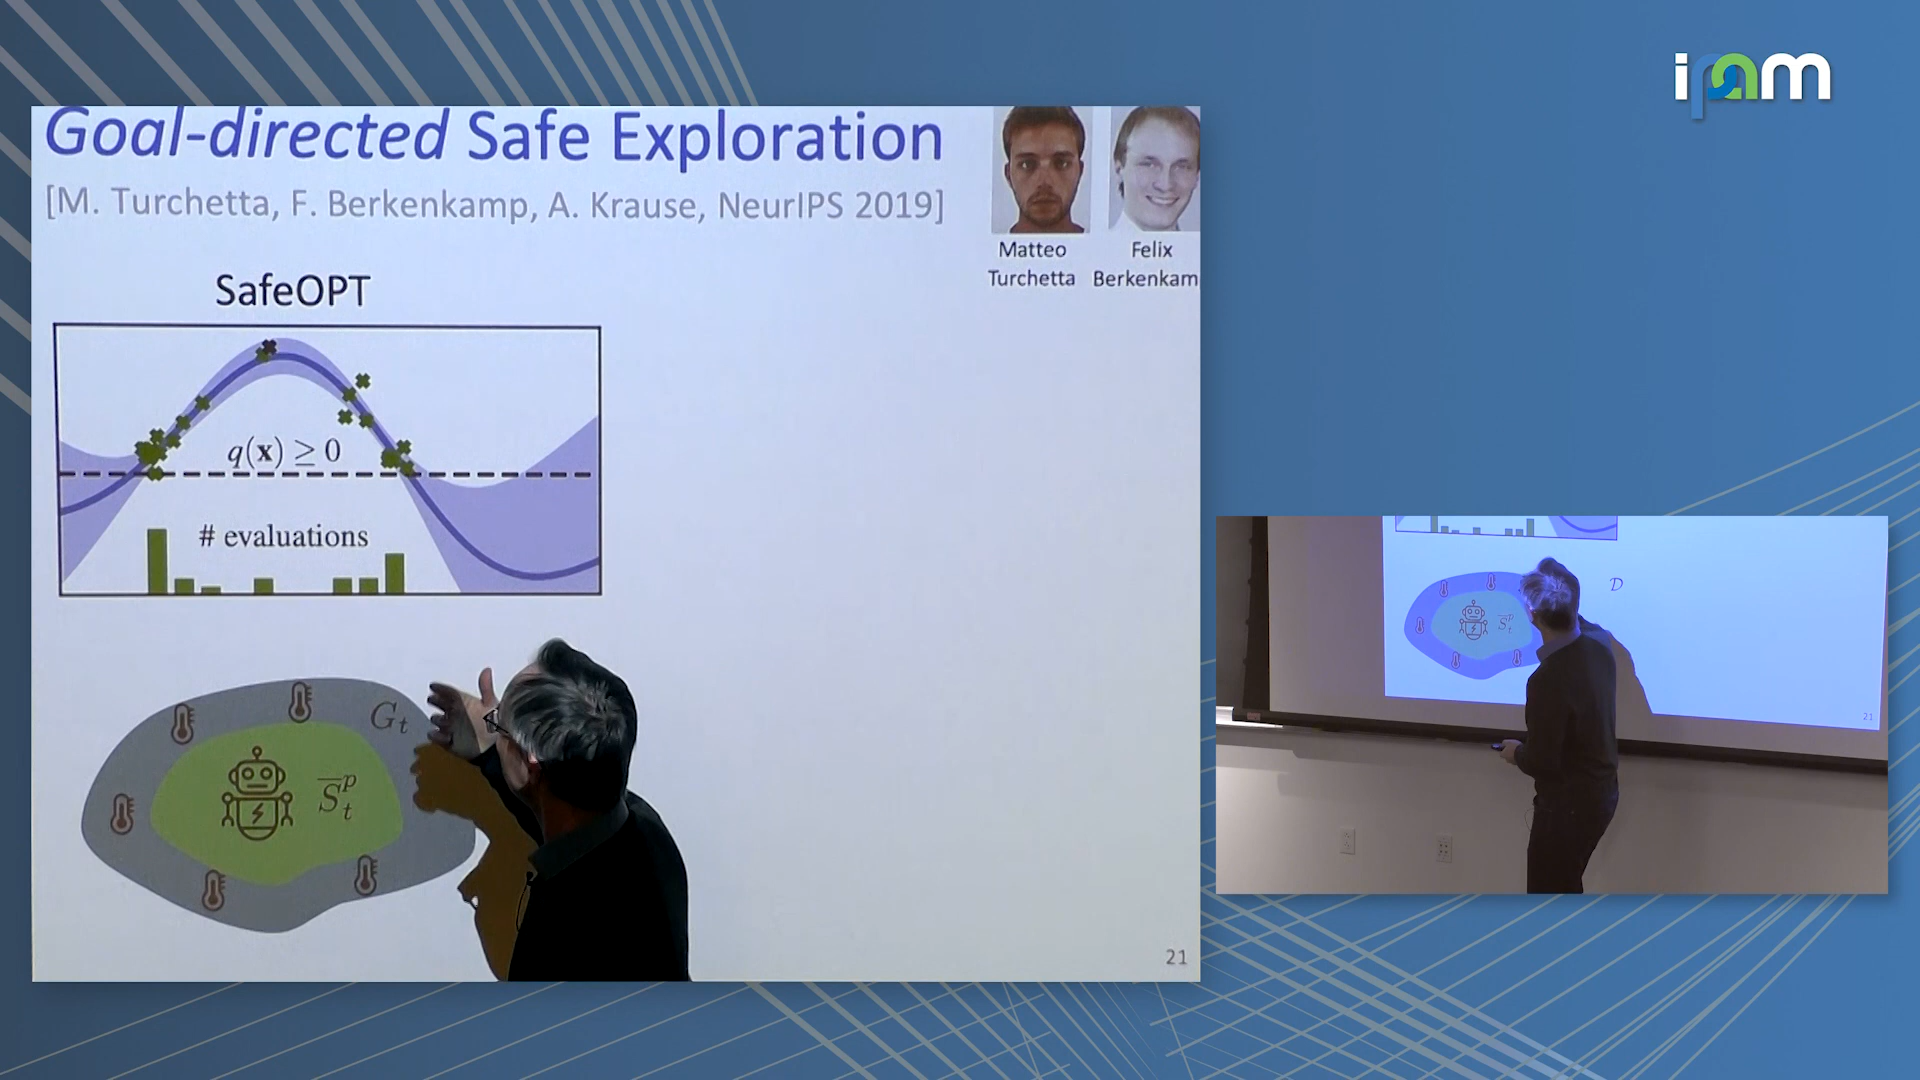 ipam
Goal-directed Safe Exploration
[M. Turchetta, F. Berkenkamp, A. Krause, NeurIPS 2019]
Matteo
Turchetta
Felix
Berkenkam
SafeOPT
q(x) ≥ 0
# evaluations
G_t
S̅_t^p
21
D
S̅_t^p
21